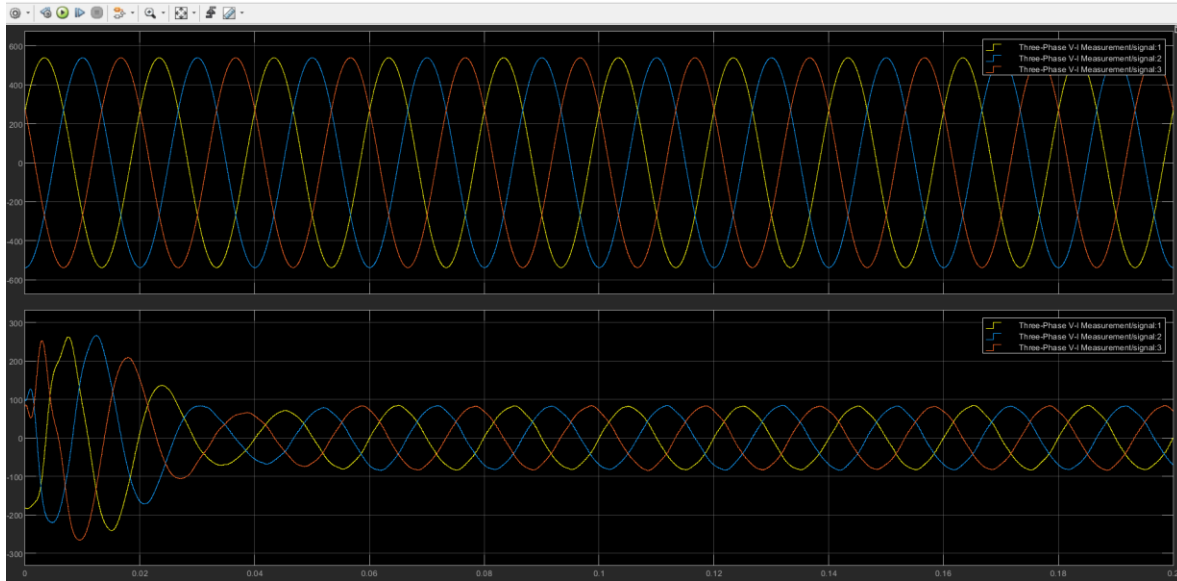 600
400
200
0
-200
-400
-600
Three-Phase V-I Measurement/signal:1
Three-Phase V-I Measurement/signal:2
Three-Phase V-I Measurement/signal:3
300
200
100
0
-100
-200
-300
Three-Phase V-I Measurement/signal:1
Three-Phase V-I Measurement/signal:2
Three-Phase V-I Measurement/signal:3
0 0.02 0.04 0.06 0.08 0.1 0.12 0.14 0.16 0.18